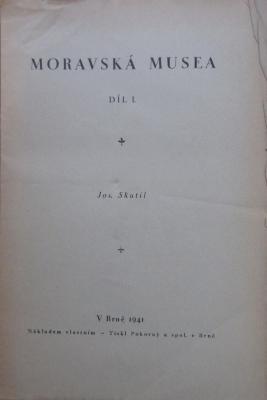 MORAVSKÁ MUSEA
DÍL I.
Jos. Skutil
V Brně 1941
Nákladem vlastním – Tiskl Pokorný a spol. v Brně